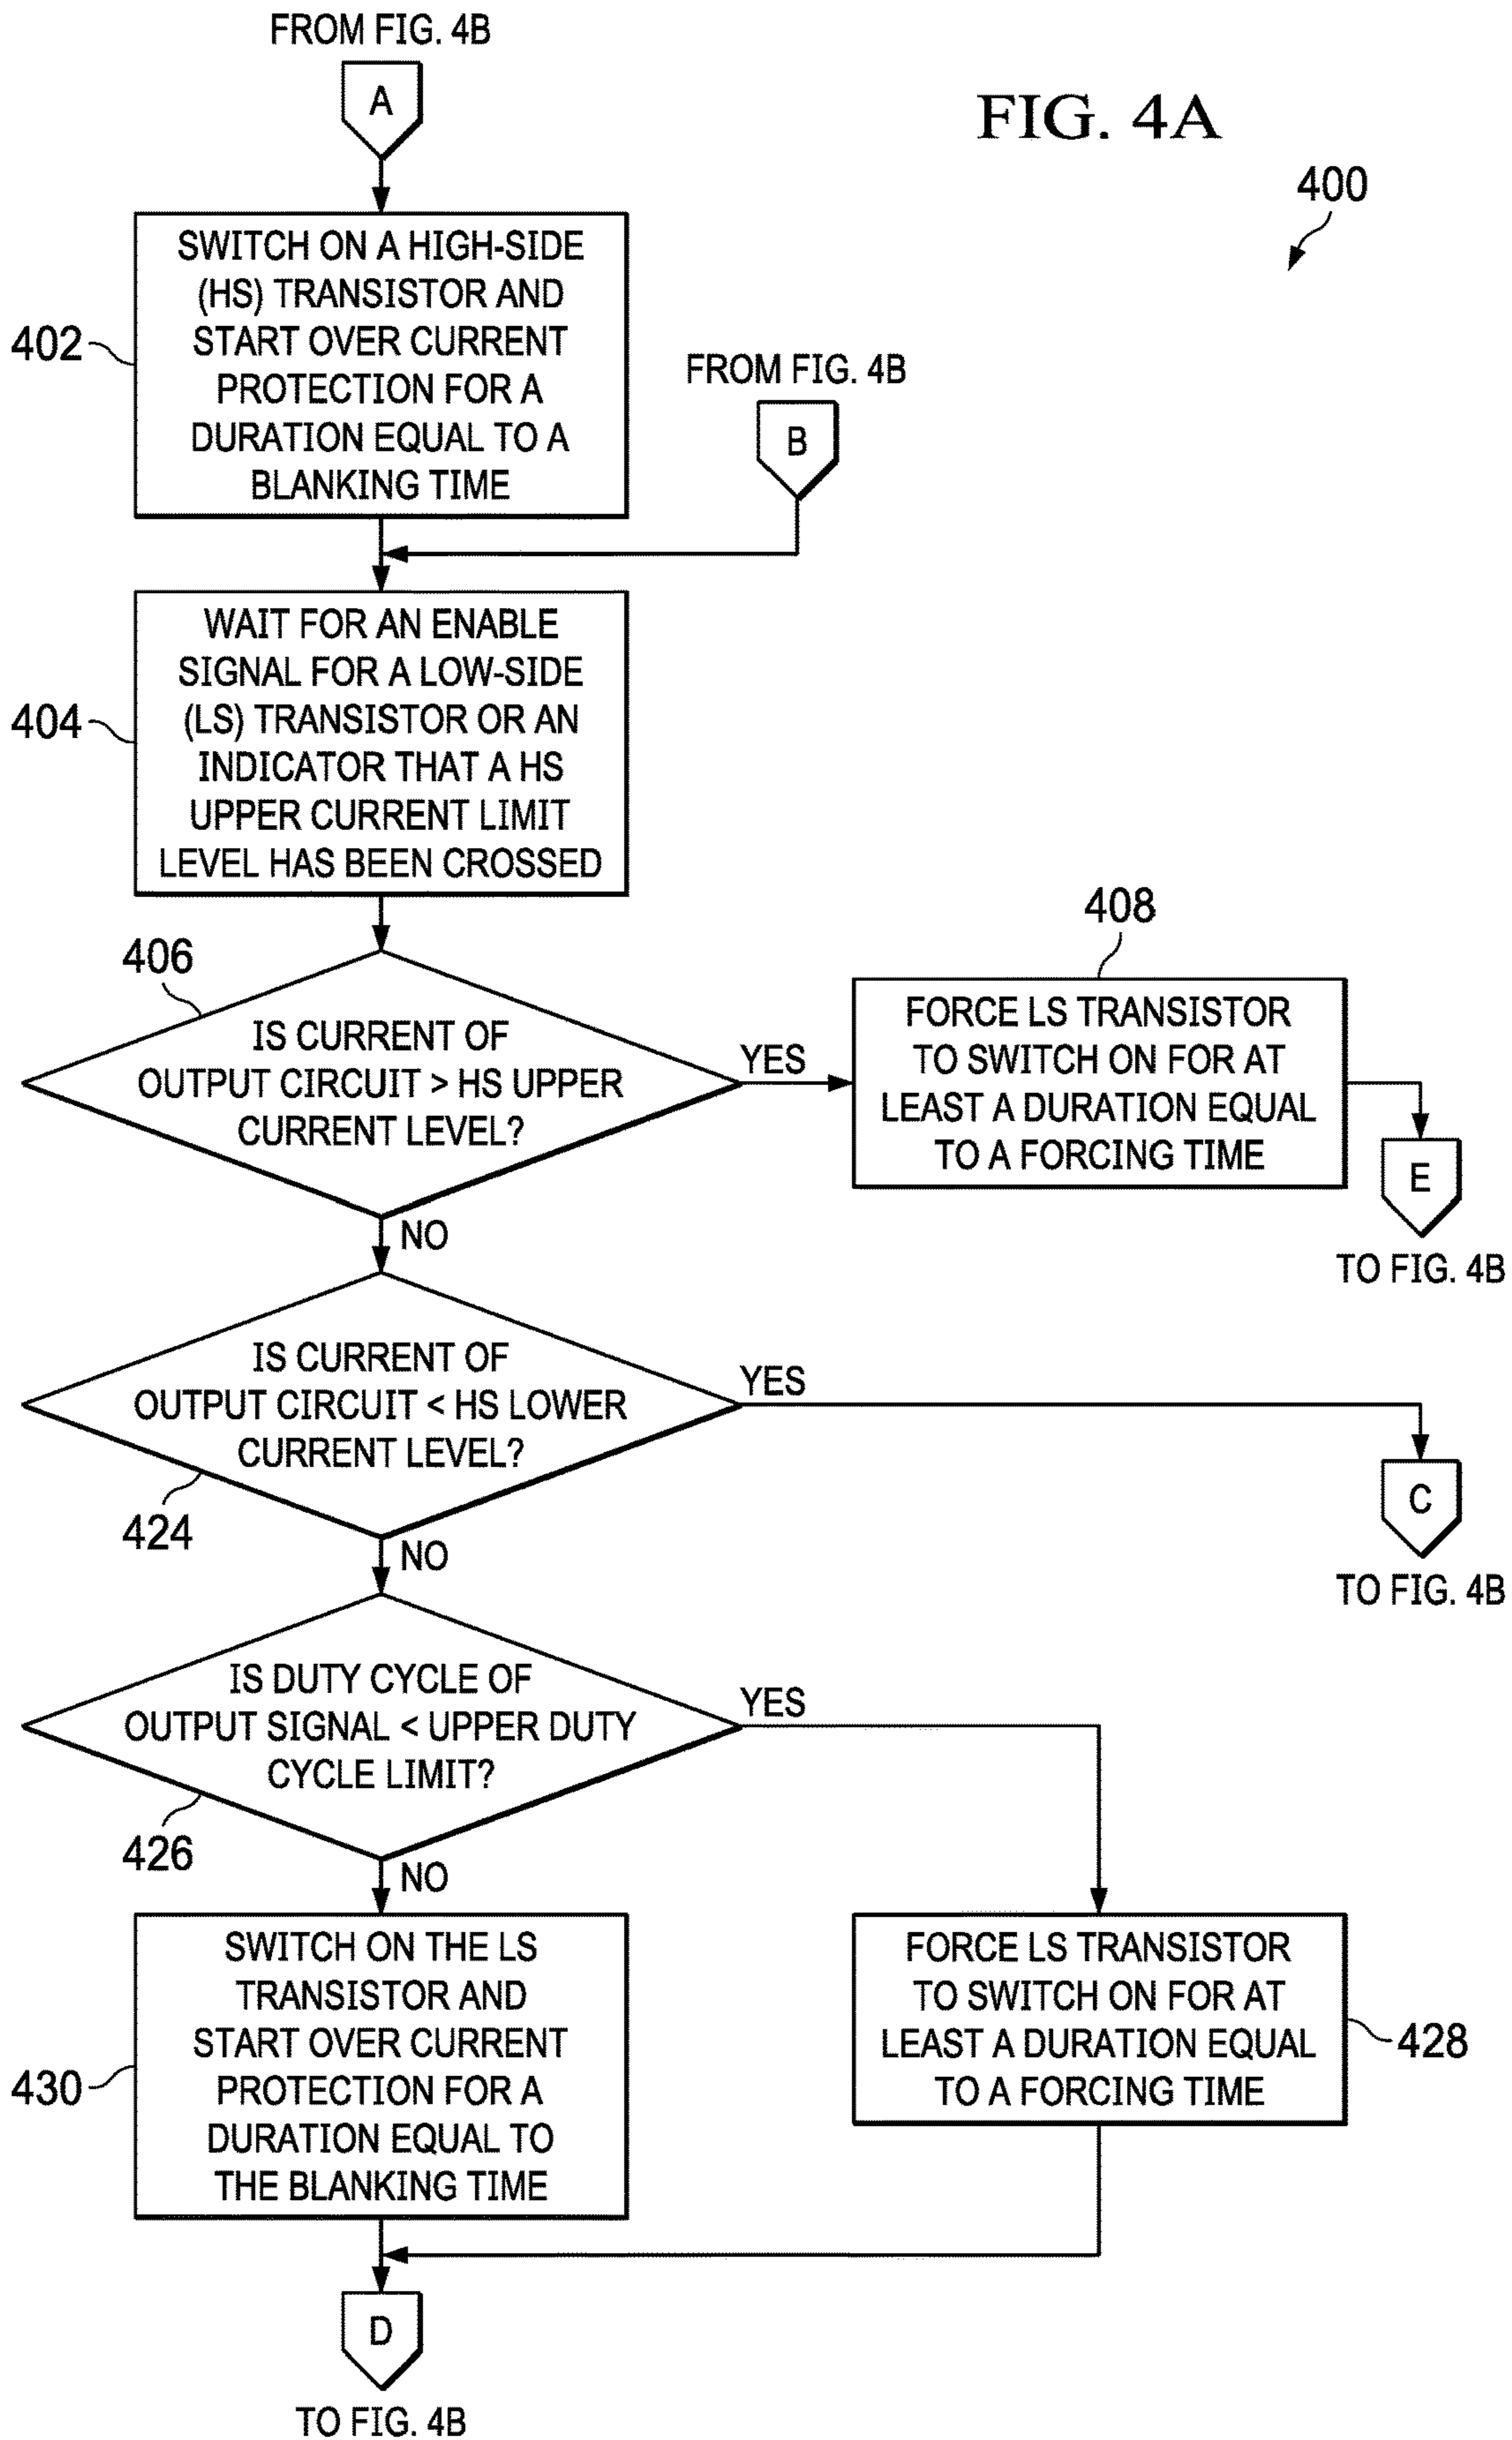 FROM FIG. 4B
A
FIG. 4A
400
SWITCH ON A HIGH-SIDE
(HS) TRANSISTOR AND
START OVER CURRENT
PROTECTION FOR A
DURATION EQUAL TO A
BLANKING TIME
402
FROM FIG. 4B
B
WAIT FOR AN ENABLE
SIGNAL FOR A LOW-SIDE
(LS) TRANSISTOR OR AN
INDICATOR THAT A HS
UPPER CURRENT LIMIT
LEVEL HAS BEEN CROSSED
404
406
IS CURRENT OF
OUTPUT CIRCUIT > HS UPPER
CURRENT LEVEL?
YES
408
FORCE LS TRANSISTOR
TO SWITCH ON FOR AT
LEAST A DURATION EQUAL
TO A FORCING TIME
E
TO FIG. 4B
NO
IS CURRENT OF
OUTPUT CIRCUIT < HS LOWER
CURRENT LEVEL?
YES
424
C
TO FIG. 4B
NO
IS DUTY CYCLE OF
OUTPUT SIGNAL < UPPER DUTY
CYCLE LIMIT?
YES
426
NO
SWITCH ON THE LS
TRANSISTOR AND
START OVER CURRENT
PROTECTION FOR A
DURATION EQUAL TO
THE BLANKING TIME
430
FORCE LS TRANSISTOR
TO SWITCH ON FOR AT
LEAST A DURATION EQUAL
TO A FORCING TIME
428
D
TO FIG. 4B